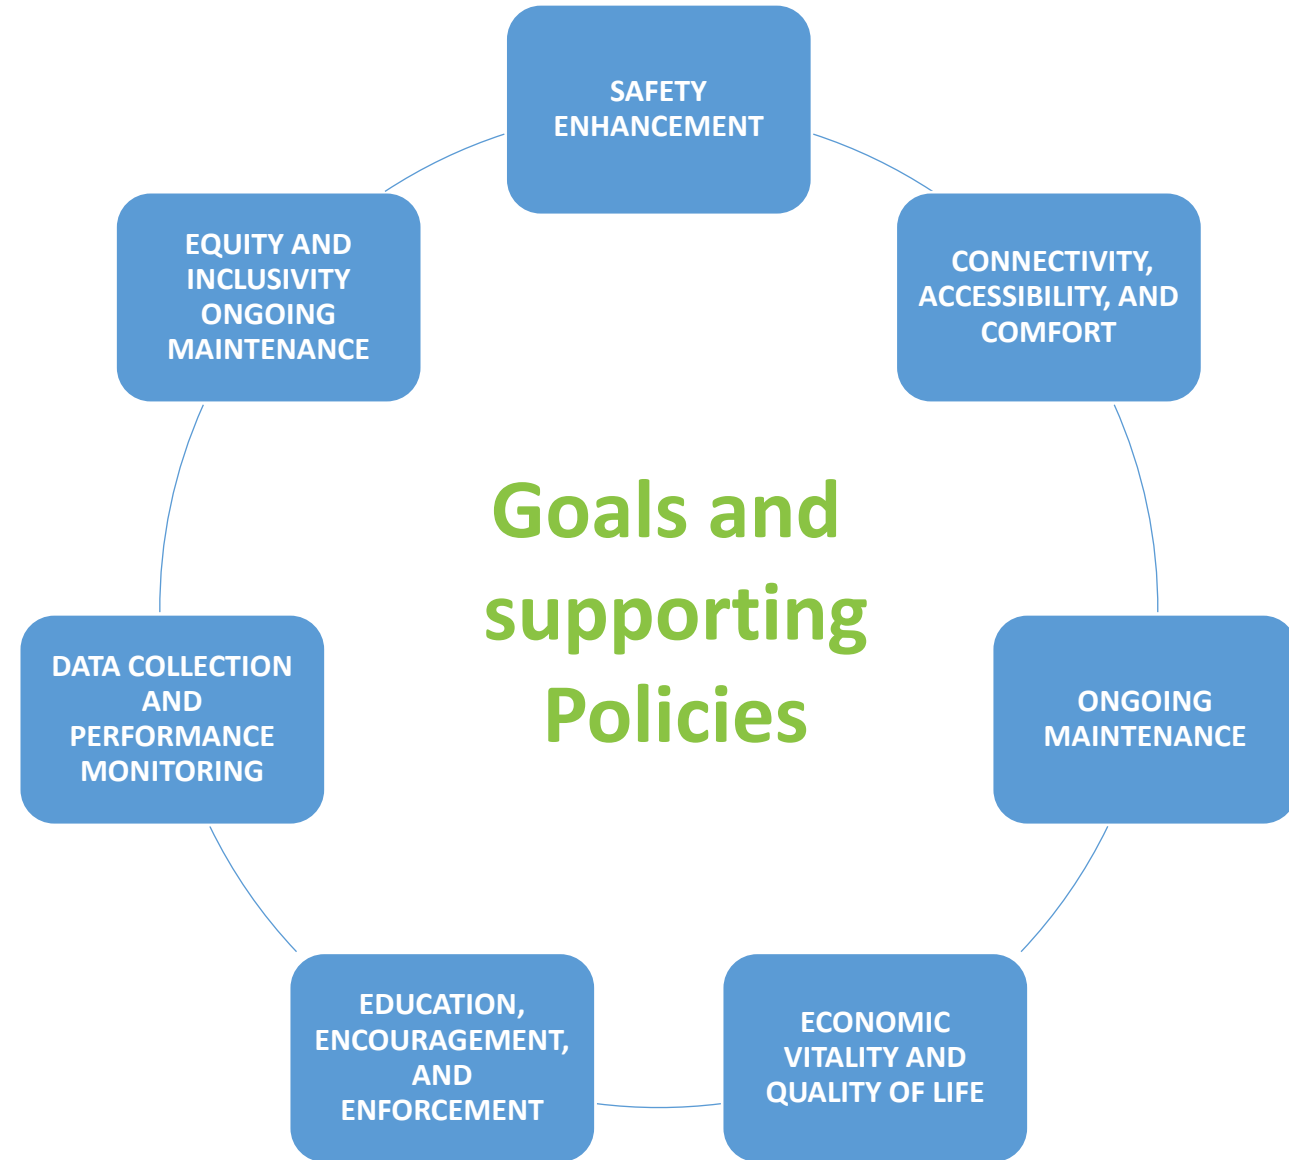 SAFETY
ENHANCEMENT
CONNECTIVITY,
ACCESSIBILITY, AND
COMFORT
ONGOING
MAINTENANCE
ECONOMIC
VITALITY AND
QUALITY OF LIFE
EDUCATION,
ENCOURAGEMENT,
AND
ENFORCEMENT
DATA COLLECTION
AND
PERFORMANCE
MONITORING
EQUITY AND
INCLUSIVITY
ONGOING
MAINTENANCE
Goals and
supporting
Policies